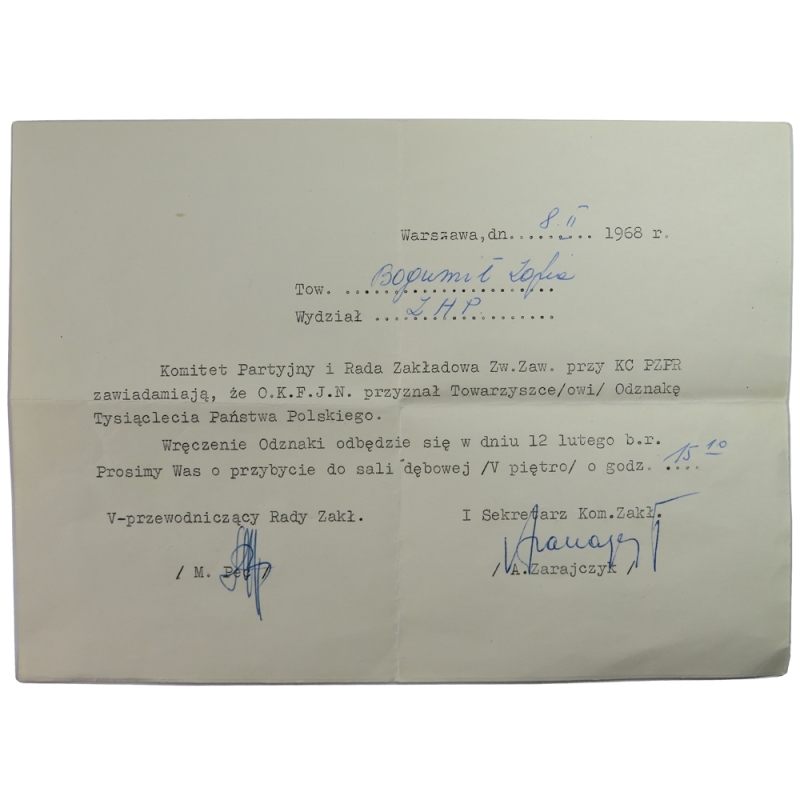 Warszawa,dn...8.II... 1968 r.
Tow. Bogumił Zofia
Wydział ...Z H P...
Komitet Partyjny i Rada Zakładowa Zw.Zaw. przy KC PZPR
zawiadamiają, że O.K.F.J.N. przyznał Towarzyszce/owi/ Odznakę
Tysiąclecia Państwa Polskiego.
Wręczenie Odznaki odbędzie się w dniu 12 lutego b.r.
Prosimy Was o przybycie do sali dębowej /V piętro/ o godz. 15 10
V-przewodniczący Rady Zakł. I Sekretarz Kom.Zakł.
/ M. / / A.Zarajczyk /